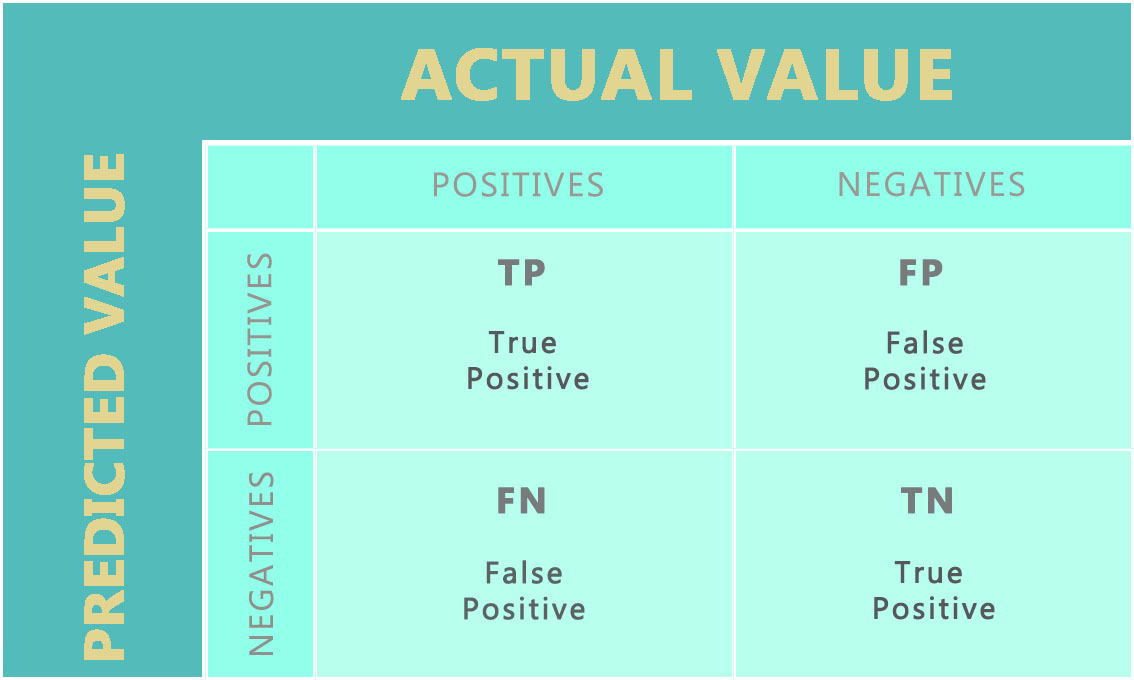 ACTUAL VALUE
PREDICTED VALUE
POSITIVES
NEGATIVES
POSITIVES
TP
True
Positive
FP
False
Positive
NEGATIVES
FN
False
Positive
TN
True
Positive